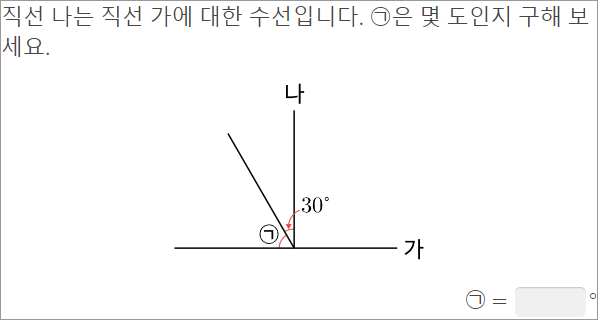 직선 나는 직선 가에 대한 수선입니다. ㉠은 몇 도인지 구해 보
세요.
나
30°
㉠
가
㉠ = °